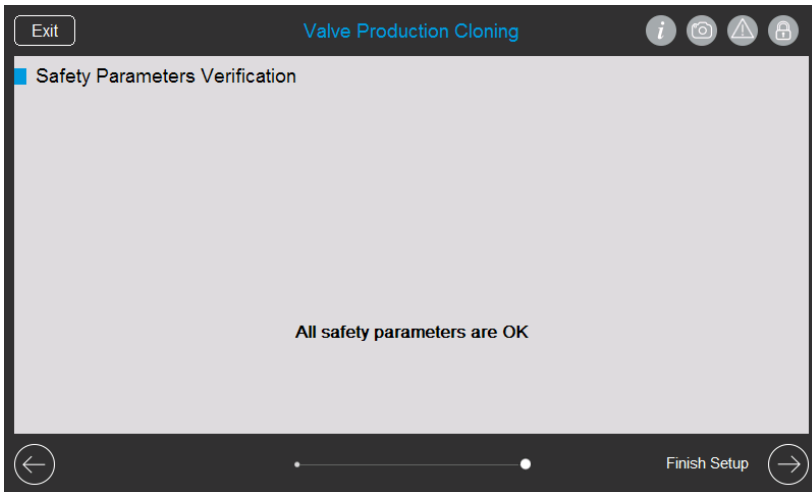 Exit
Valve Production Cloning
i
Safety Parameters Verification
All safety parameters are OK
Finish Setup